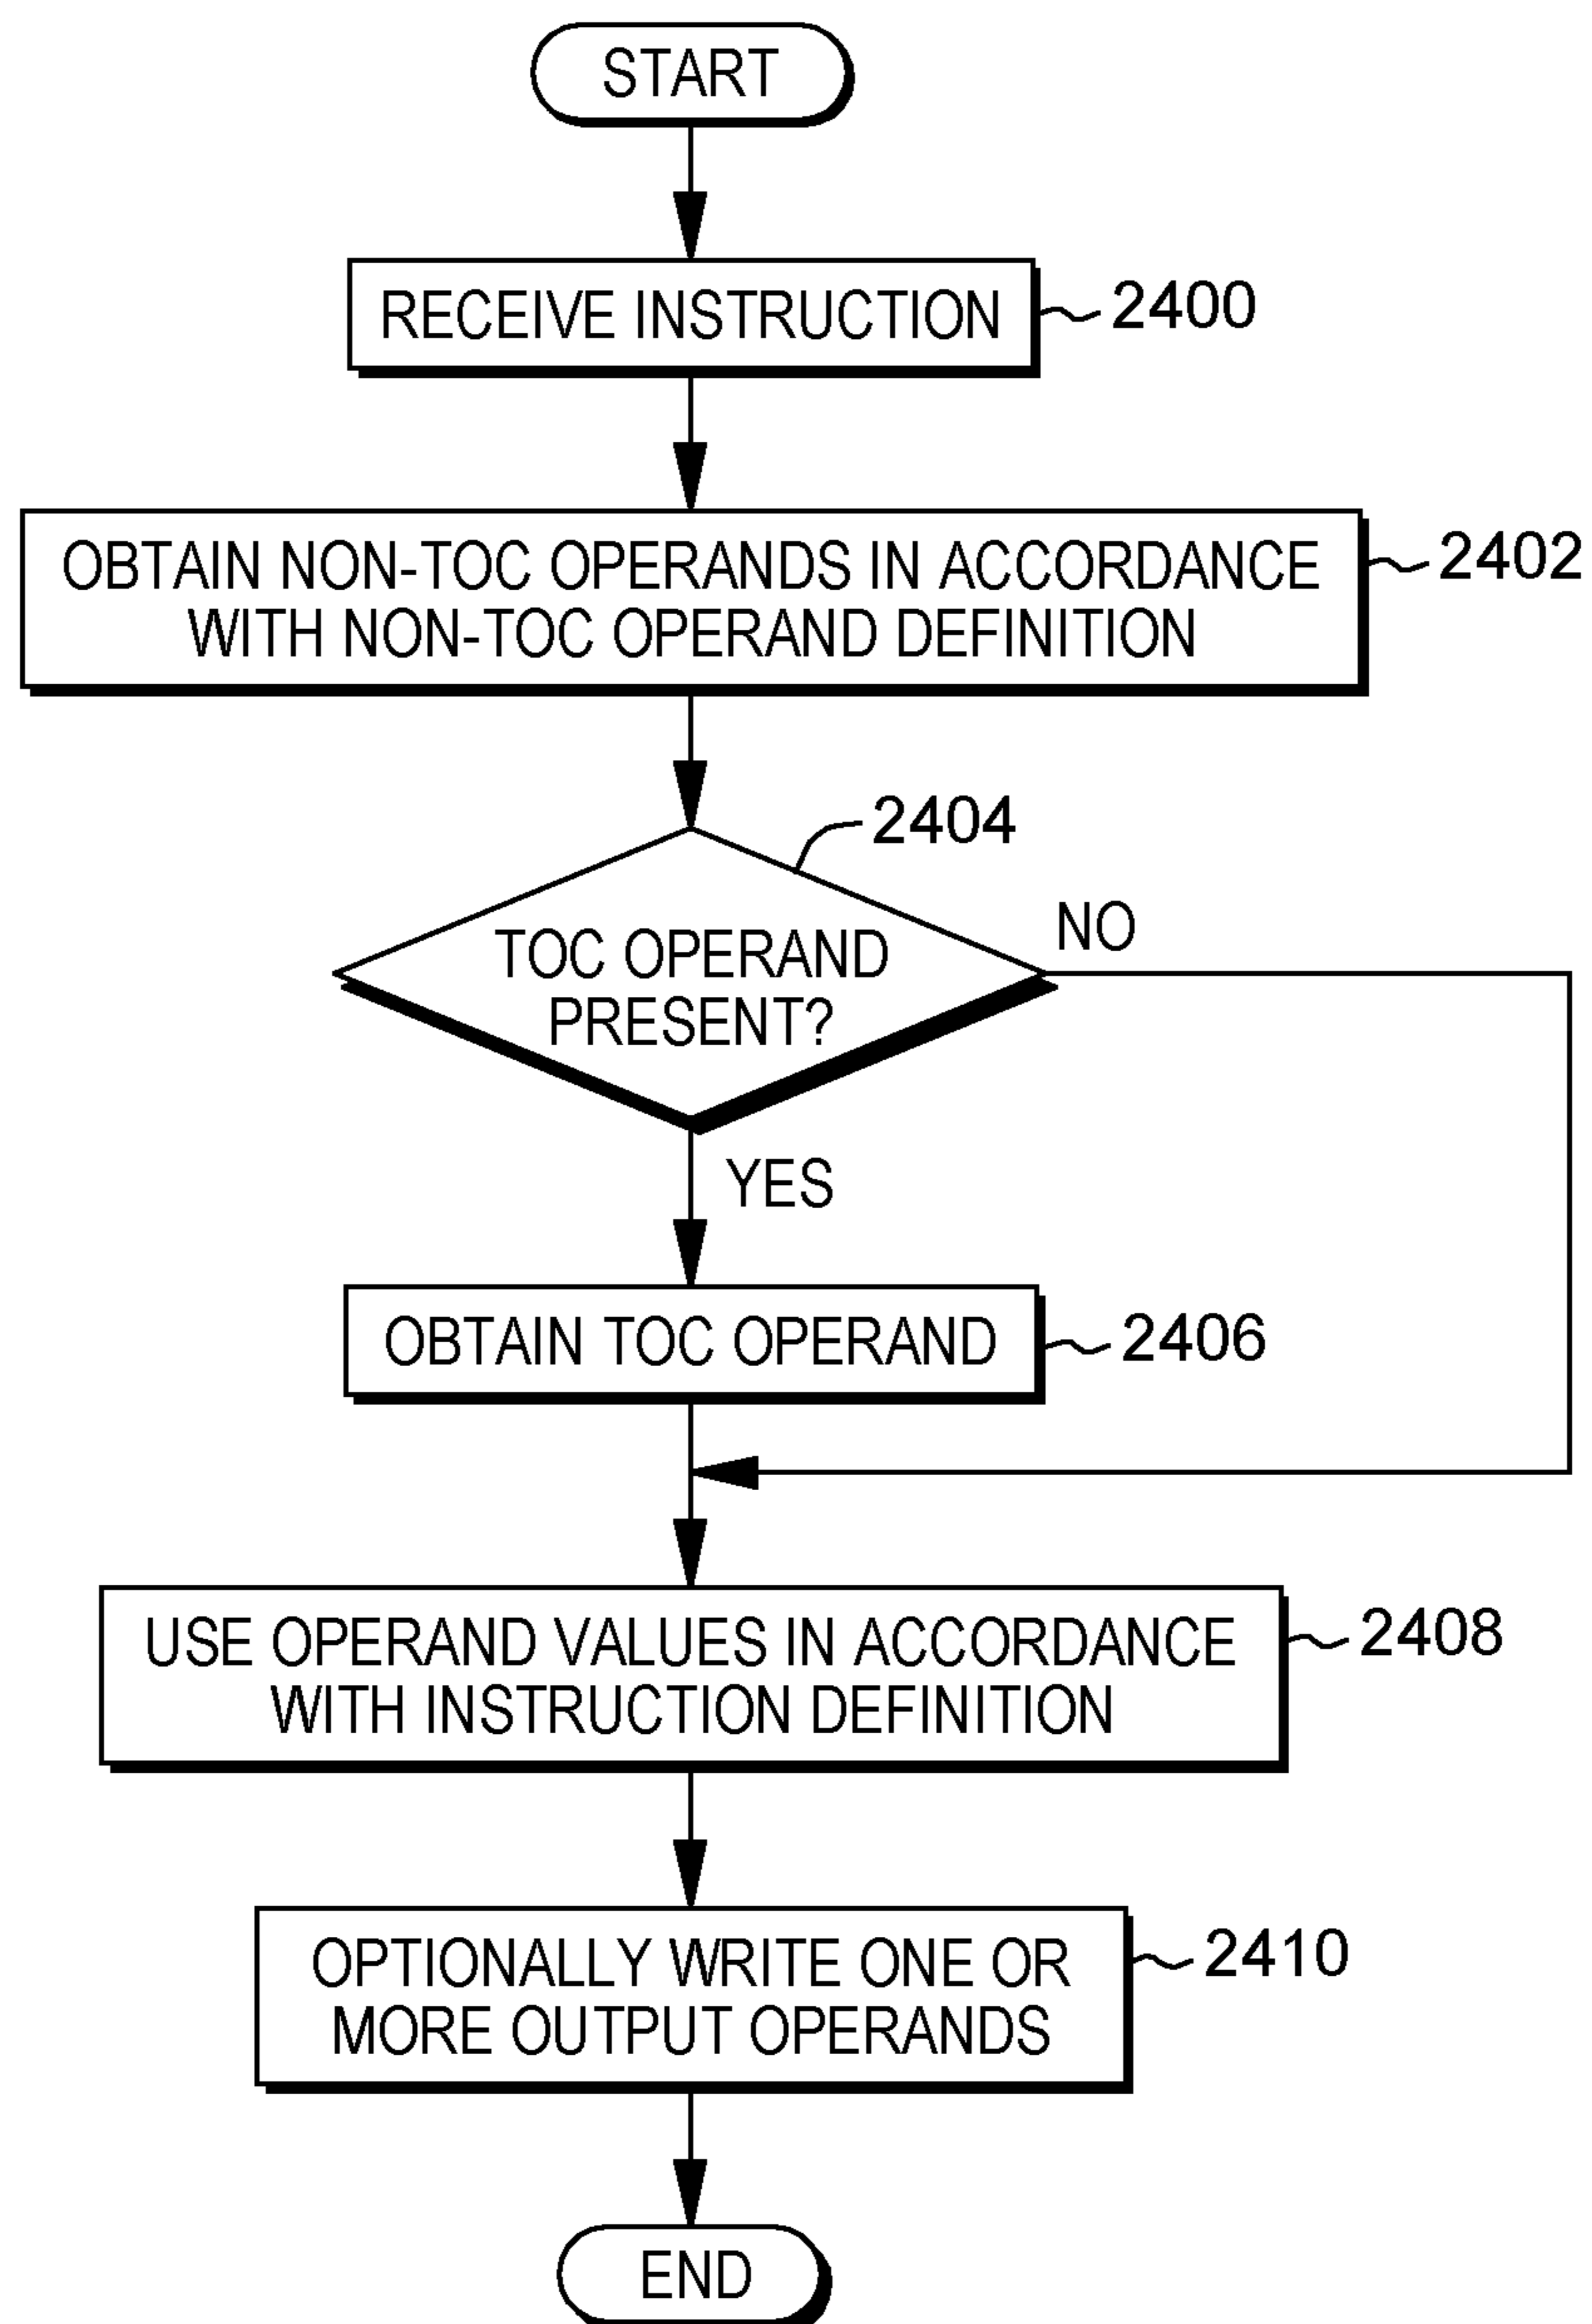 START
RECEIVE INSTRUCTION
2400
OBTAIN NON-TOC OPERANDS IN ACCORDANCE
WITH NON-TOC OPERAND DEFINITION
2402
2404
TOC OPERAND
PRESENT?
NO
YES
OBTAIN TOC OPERAND
2406
USE OPERAND VALUES IN ACCORDANCE
WITH INSTRUCTION DEFINITION
2408
OPTIONALLY WRITE ONE OR
MORE OUTPUT OPERANDS
2410
END